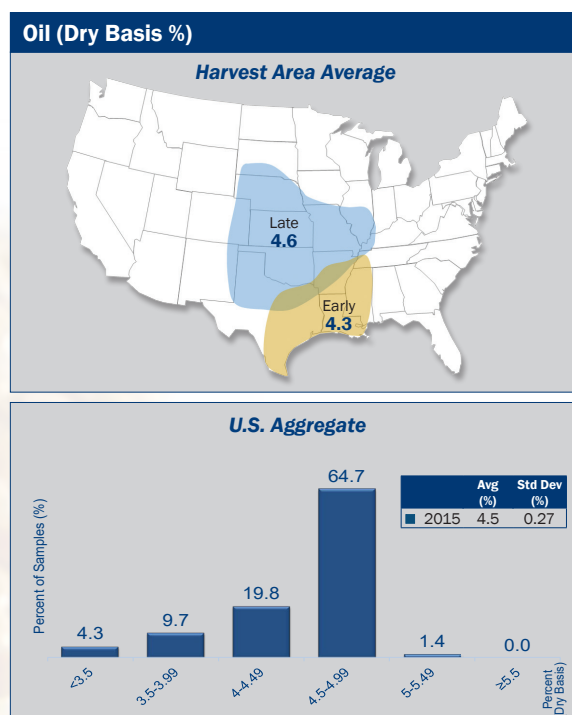 Oil (Dry Basis %)
Harvest Area Average
Late
4.6
Early
4.3
U.S. Aggregate
Percent of Samples (%)
4.3
9.7
19.8
64.7
1.4
0.0
Avg (%) Std Dev (%)
2015 4.5 0.27
<3.5
3.5-3.99
4-4.49
4.5-4.99
5-5.49
≥5.5
Percent
Dry Basis)